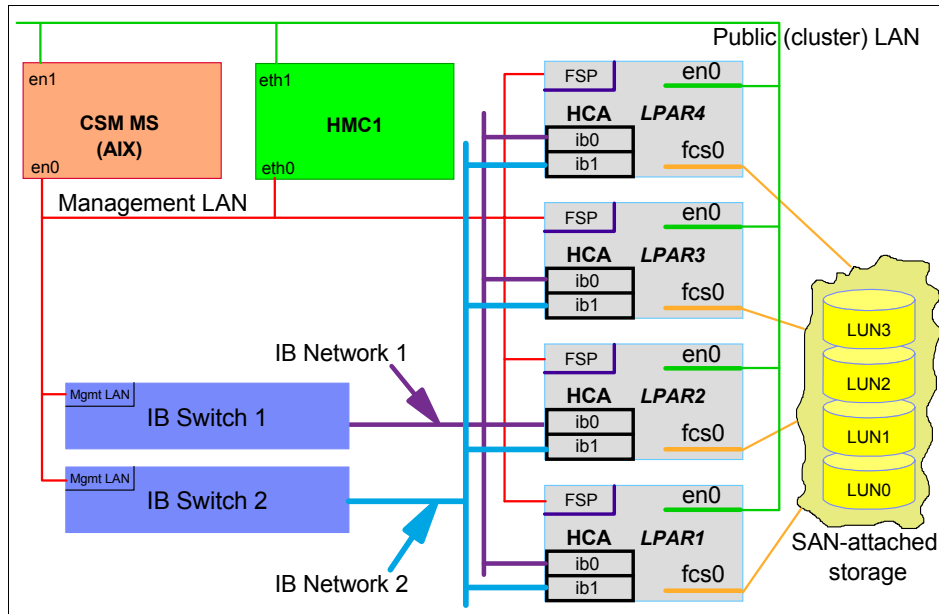 Public (cluster) LAN
en1
CSM MS
(AIX)
en0
eth1
HMC1
eth0
Management LAN
FSP
en0
HCA
LPAR4
ib0
ib1
fcs0
FSP
en0
HCA
LPAR3
ib0
ib1
fcs0
IB Network 1
FSP
en0
HCA
LPAR2
ib0
ib1
fcs0
Mgmt LAN
IB Switch 1
Mgmt LAN
IB Switch 2
IB Network 2
FSP
en0
HCA
LPAR1
ib0
ib1
fcs0
LUN3
LUN2
LUN1
LUN0
SAN-attached
storage